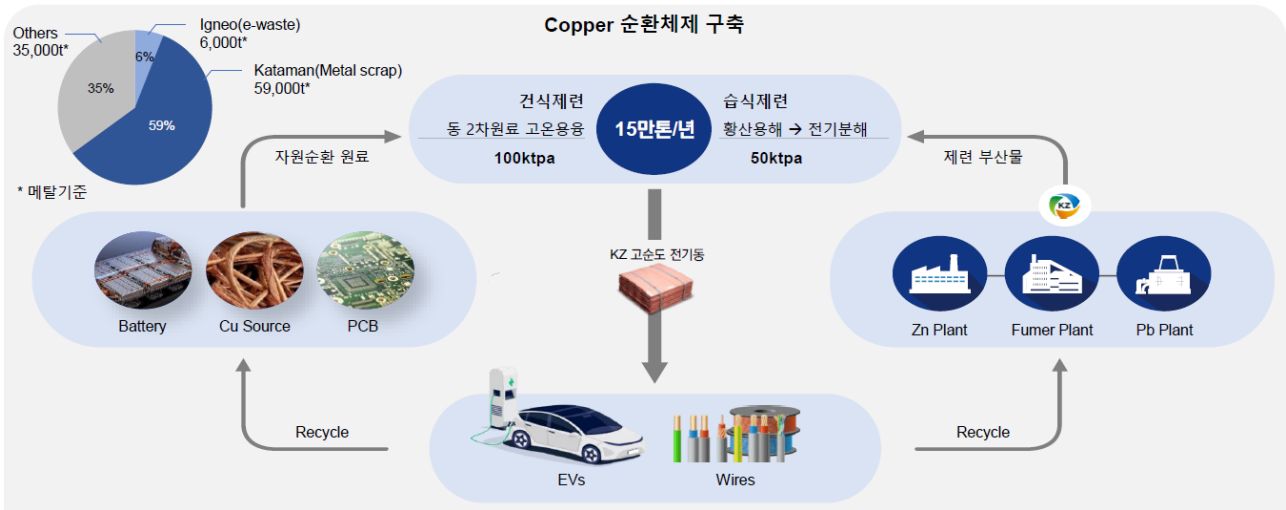 Copper 순환체제 구축
Others
35,000t*
Igneo(e-waste)
6,000t*
Kataman(Metal scrap)
59,000t*
6%
35%
59%
* 메탈기준
건식제련
동 2차원료 고온용융
100ktpa
15만톤/년
습식제련
황산용해 → 전기분해
50ktpa
자원순환 원료
제련 부산물
KZ
Battery
Cu Source
PCB
KZ 고순도 전기동
Zn Plant
Fumer Plant
Pb Plant
Recycle
Recycle
EVs
Wires